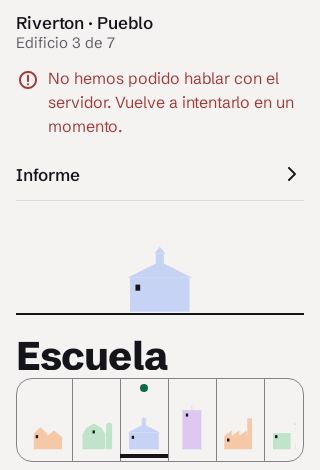 Riverton · Pueblo
Edificio 3 de 7
No hemos podido hablar con el
servidor. Vuelve a intentarlo en un
momento.
Informe
Escuela